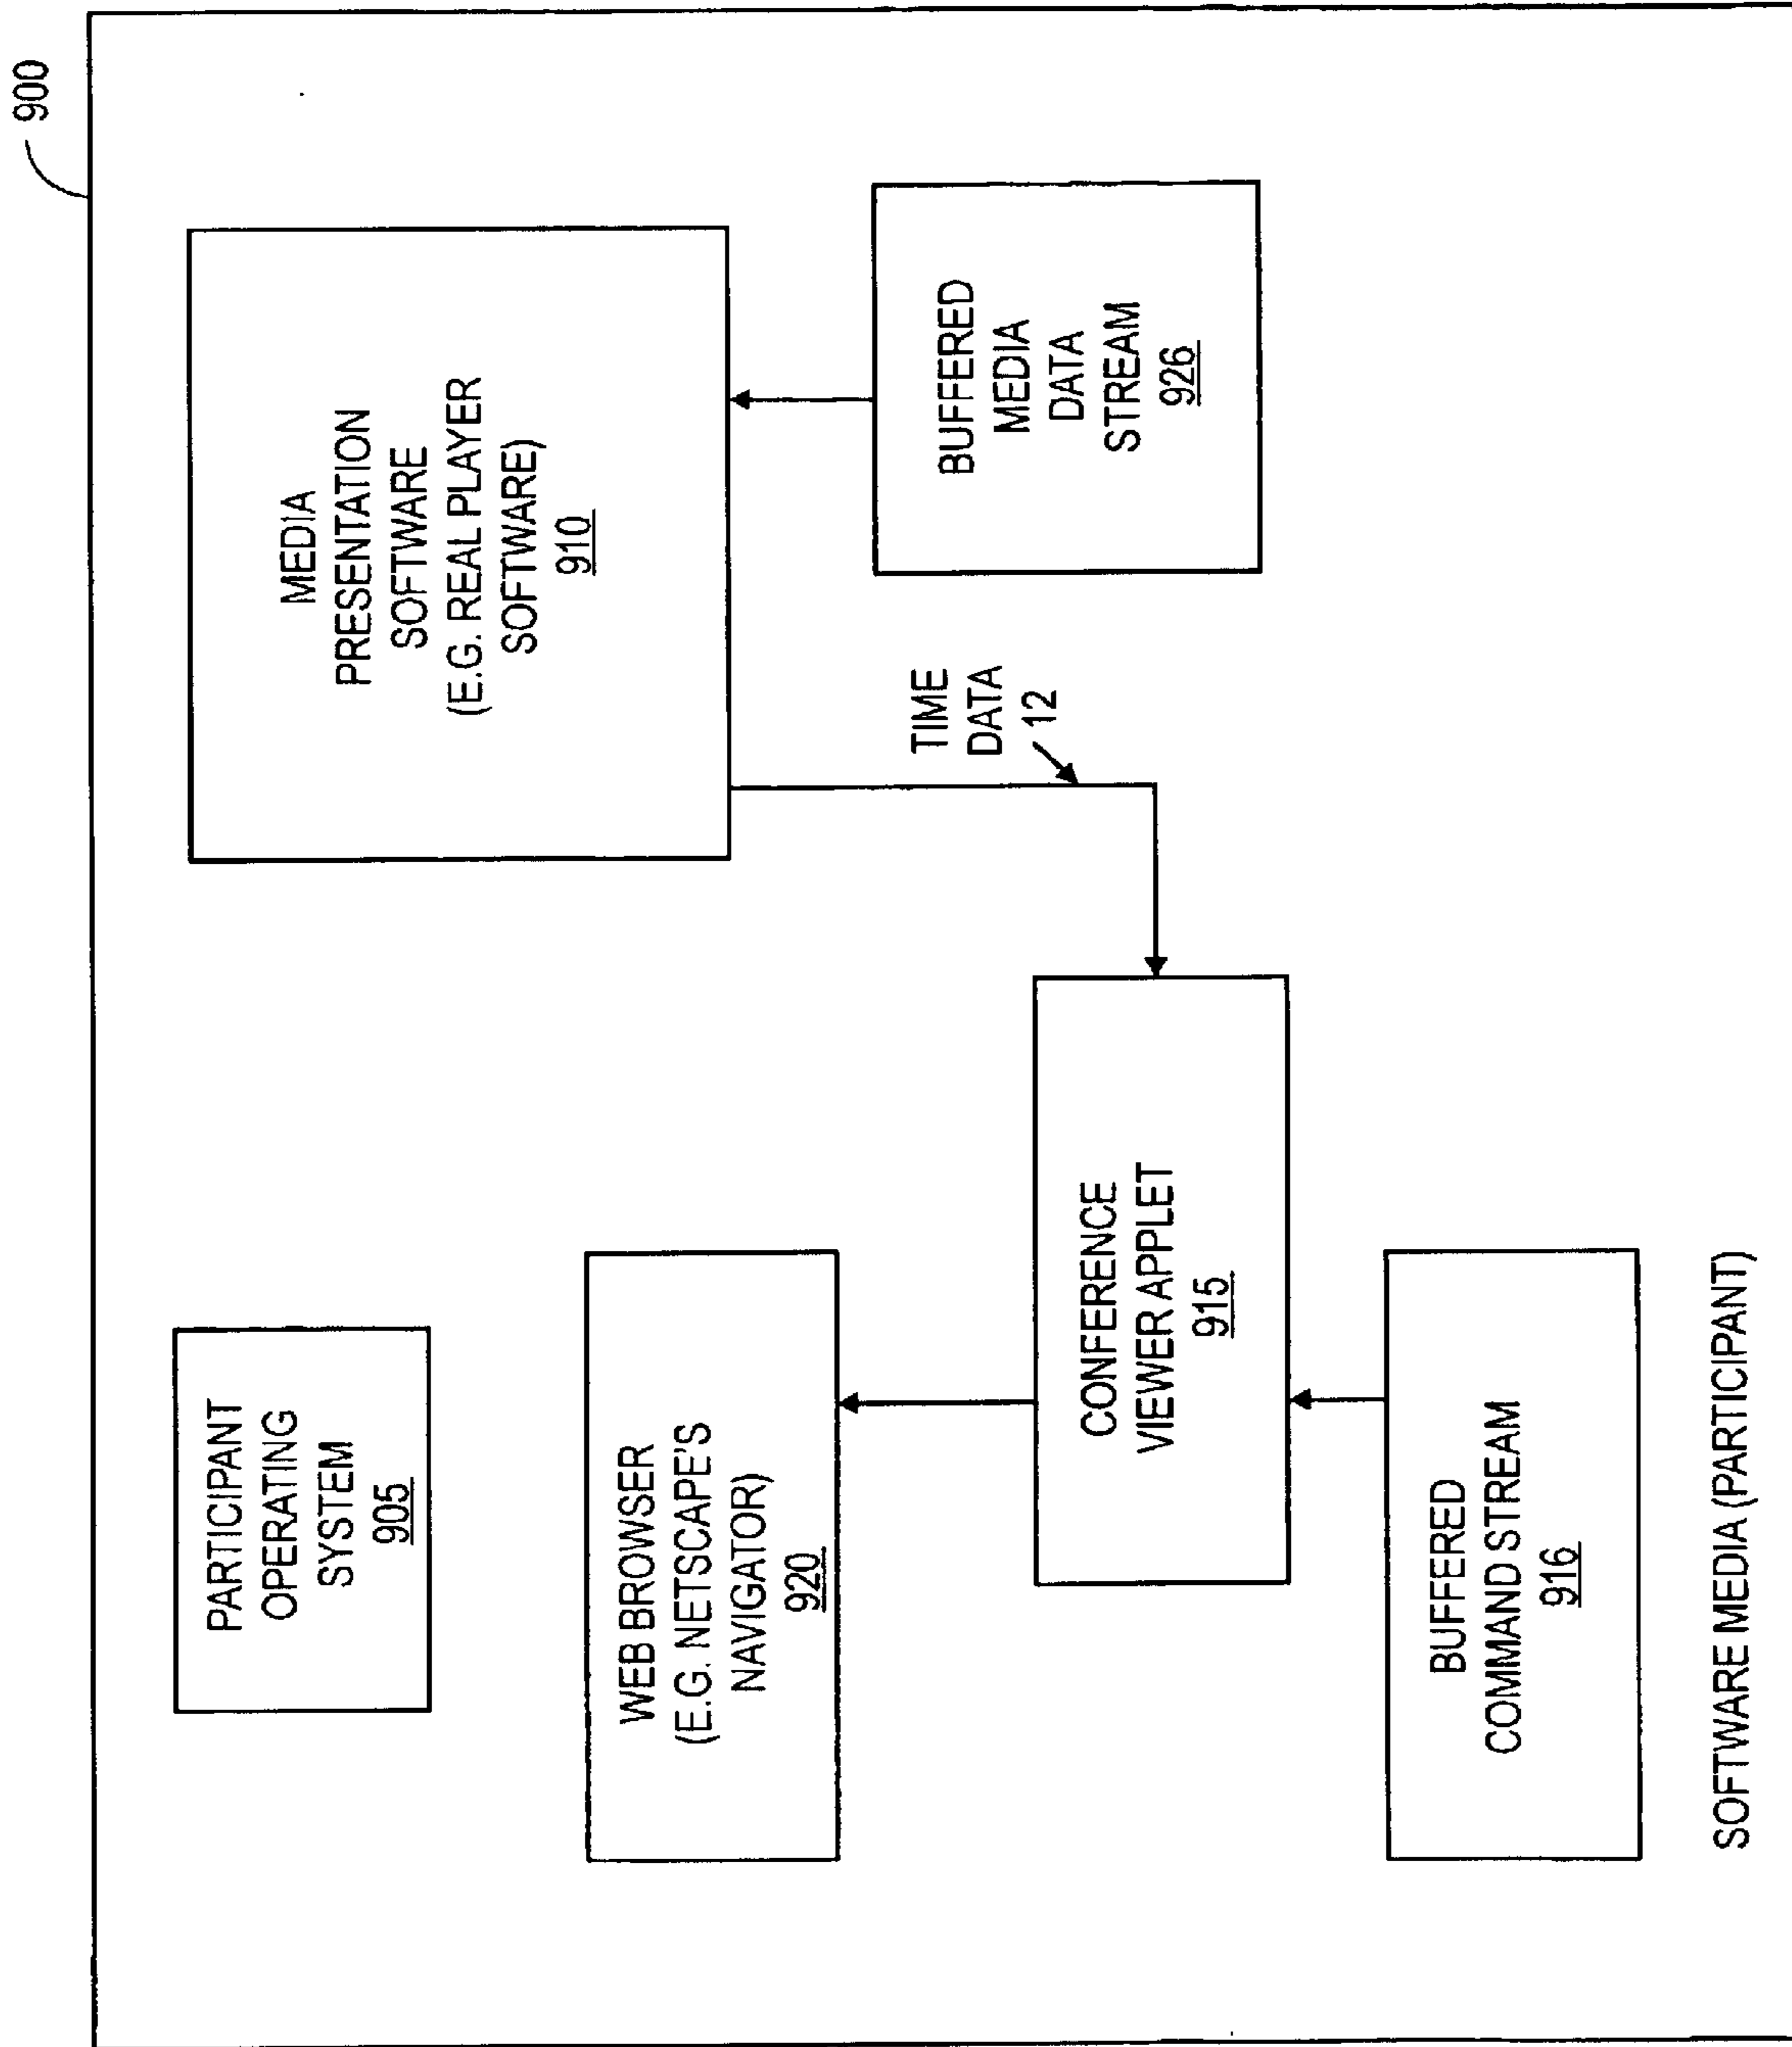 900
PARTICIPANT
OPERATING
SYSTEM
905
MEDIA
PRESENTATION
SOFTWARE
(E.G. REAL PLAYER
SOFTWARE)
910
WEB BROWSER
(E.G. NETSCAPE'S
NAVIGATOR)
920
TIME
DATA
12
BUFFERED
MEDIA
DATA
STREAM
926
CONFERENCE
VIEWER APPLET
915
BUFFERED
COMMAND STREAM
916
SOFTWARE MEDIA (PARTICIPANT)